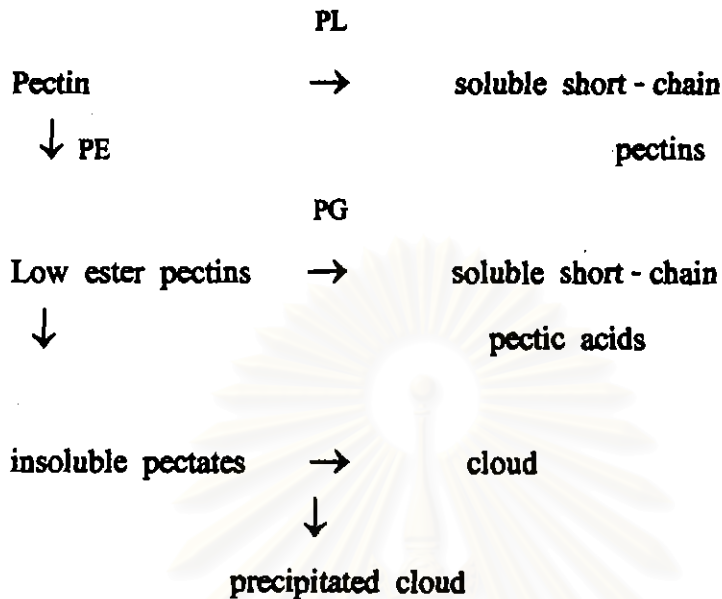 PL
Pectin → soluble short - chain
↓ PE pectins
PG
Low ester pectins → soluble short - chain
↓ pectic acids
insoluble pectates → cloud
↓
precipitated cloud